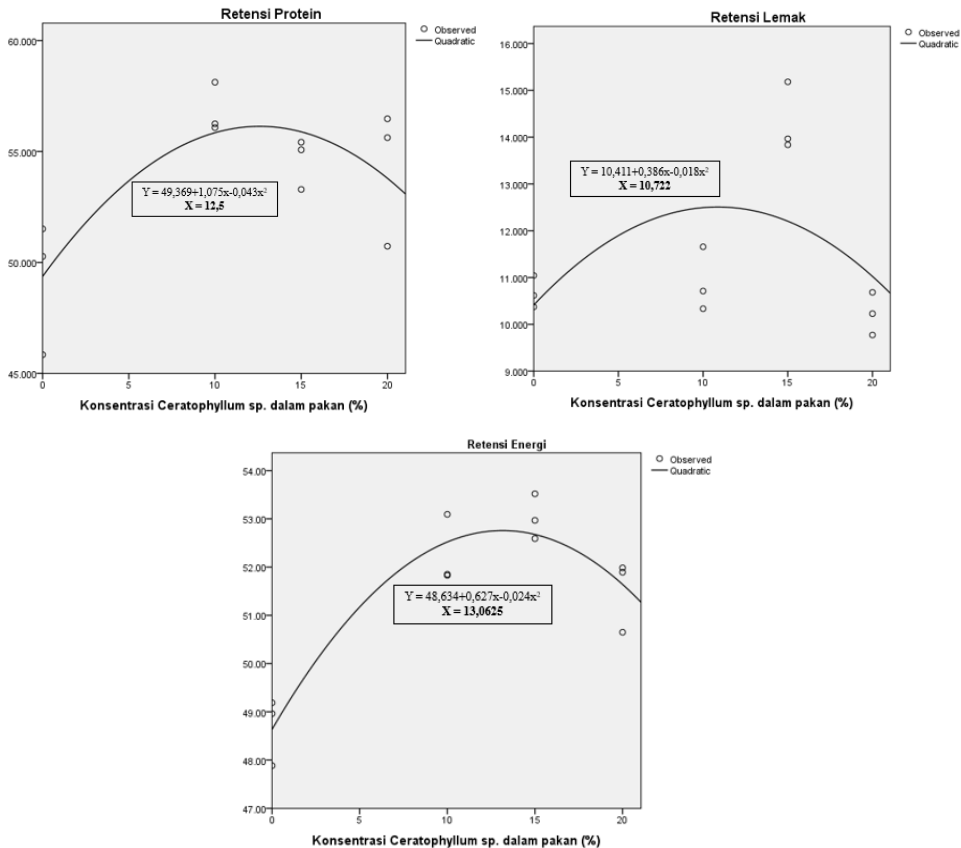 Retensi Protein
Observed
Quadratic
60.000
55.000
50.000
45.000
Y = 49,369+1,075x-0,043x²
X = 12,5
0 5 10 15 20
Konsentrasi Ceratophyllum sp. dalam pakan (%)
Retensi Lemak
Observed
Quadratic
16.000
15.000
14.000
13.000
12.000
11.000
10.000
9.000
Y = 10,411+0,386x-0,018x²
X = 10,722
0 5 10 15 20
Konsentrasi Ceratophyllum sp. dalam pakan (%)
Retensi Energi
Observed
Quadratic
54.00
53.00
52.00
51.00
50.00
49.00
48.00
47.00
Y = 48,634+0,627x-0,024x²
X = 13,0625
0 5 10 15 20
Konsentrasi Ceratophyllum sp. dalam pakan (%)